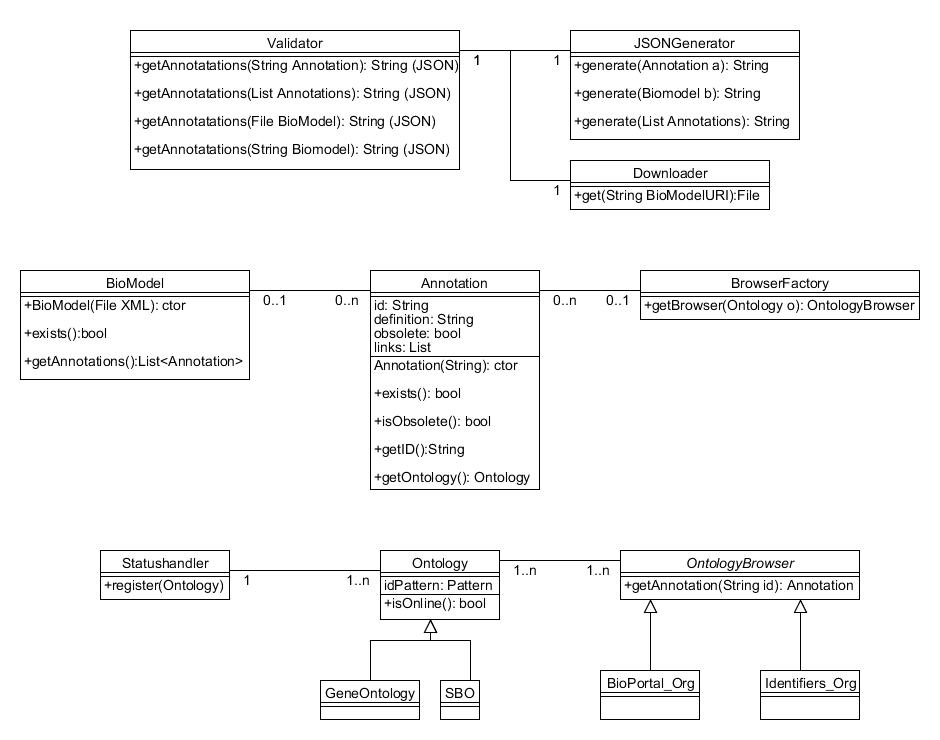 Validator
+getAnnotatations(String Annotation): String (JSON)
+getAnnotatations(List Annotations): String (JSON)
+getAnnotatations(File BioModel): String (JSON)
+getAnnotatations(String Biomodel): String (JSON)
1
1
JSONGenerator
+generate(Annotation a): String
+generate(Biomodel b): String
+generate(List Annotations): String
1
Downloader
+get(String BioModelURI):File
BioModel
+BioModel(File XML): ctor
+exists():bool
+getAnnotations():List<Annotation>
0..1
0..n
Annotation
id: String
definition: String
obsolete: bool
links: List
Annotation(String): ctor
+exists(): bool
+isObsolete(): bool
+getID():String
+getOntology(): Ontology
0..n
0..1
BrowserFactory
+getBrowser(Ontology o): OntologyBrowser
Statushandler
+register(Ontology)
1
1..n
Ontology
idPattern: Pattern
+isOnline(): bool
1..n
1..n
OntologyBrowser
+getAnnotation(String id): Annotation
GeneOntology
SBO
BioPortal_Org
Identifiers_Org